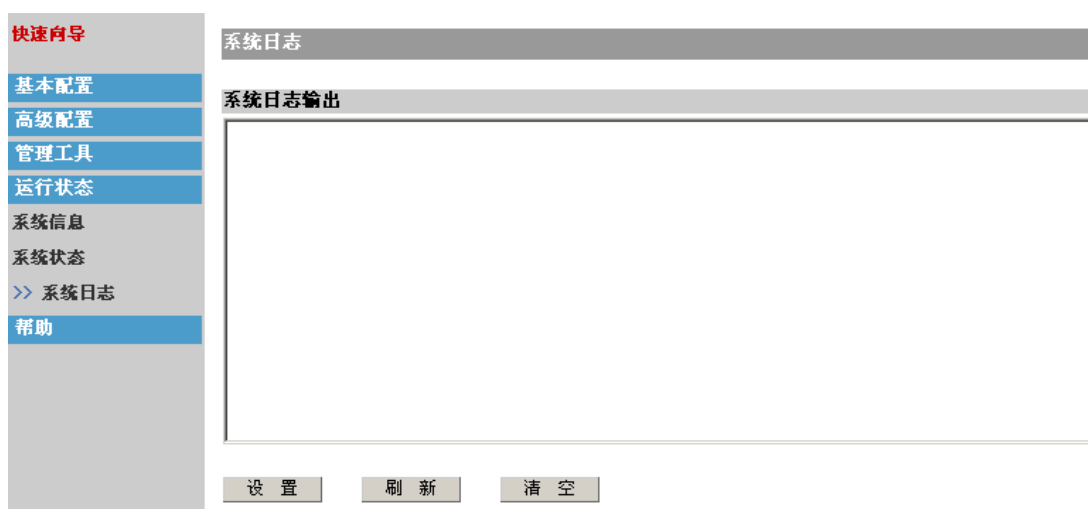 快速向导
基本配置
高级配置
管理工具
运行状态
系统信息
系统状态
>> 系统日志
帮助
系统日志
系统日志输出
设 置
刷 新
清 空